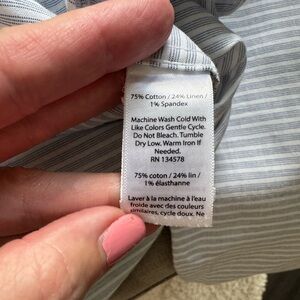 75% Cotton / 24% Linen /
1% Spandex
Machine Wash Cold With
Like Colors Gentle Cycle.
Do Not Bleach. Tumble
Dry Low. Warm Iron If
Needed.
RN 134578
75% coton / 24% lin /
1% élasthanne
Laver à la machine à l'eau
froide avec des couleurs
similaires, cycle doux. Ne